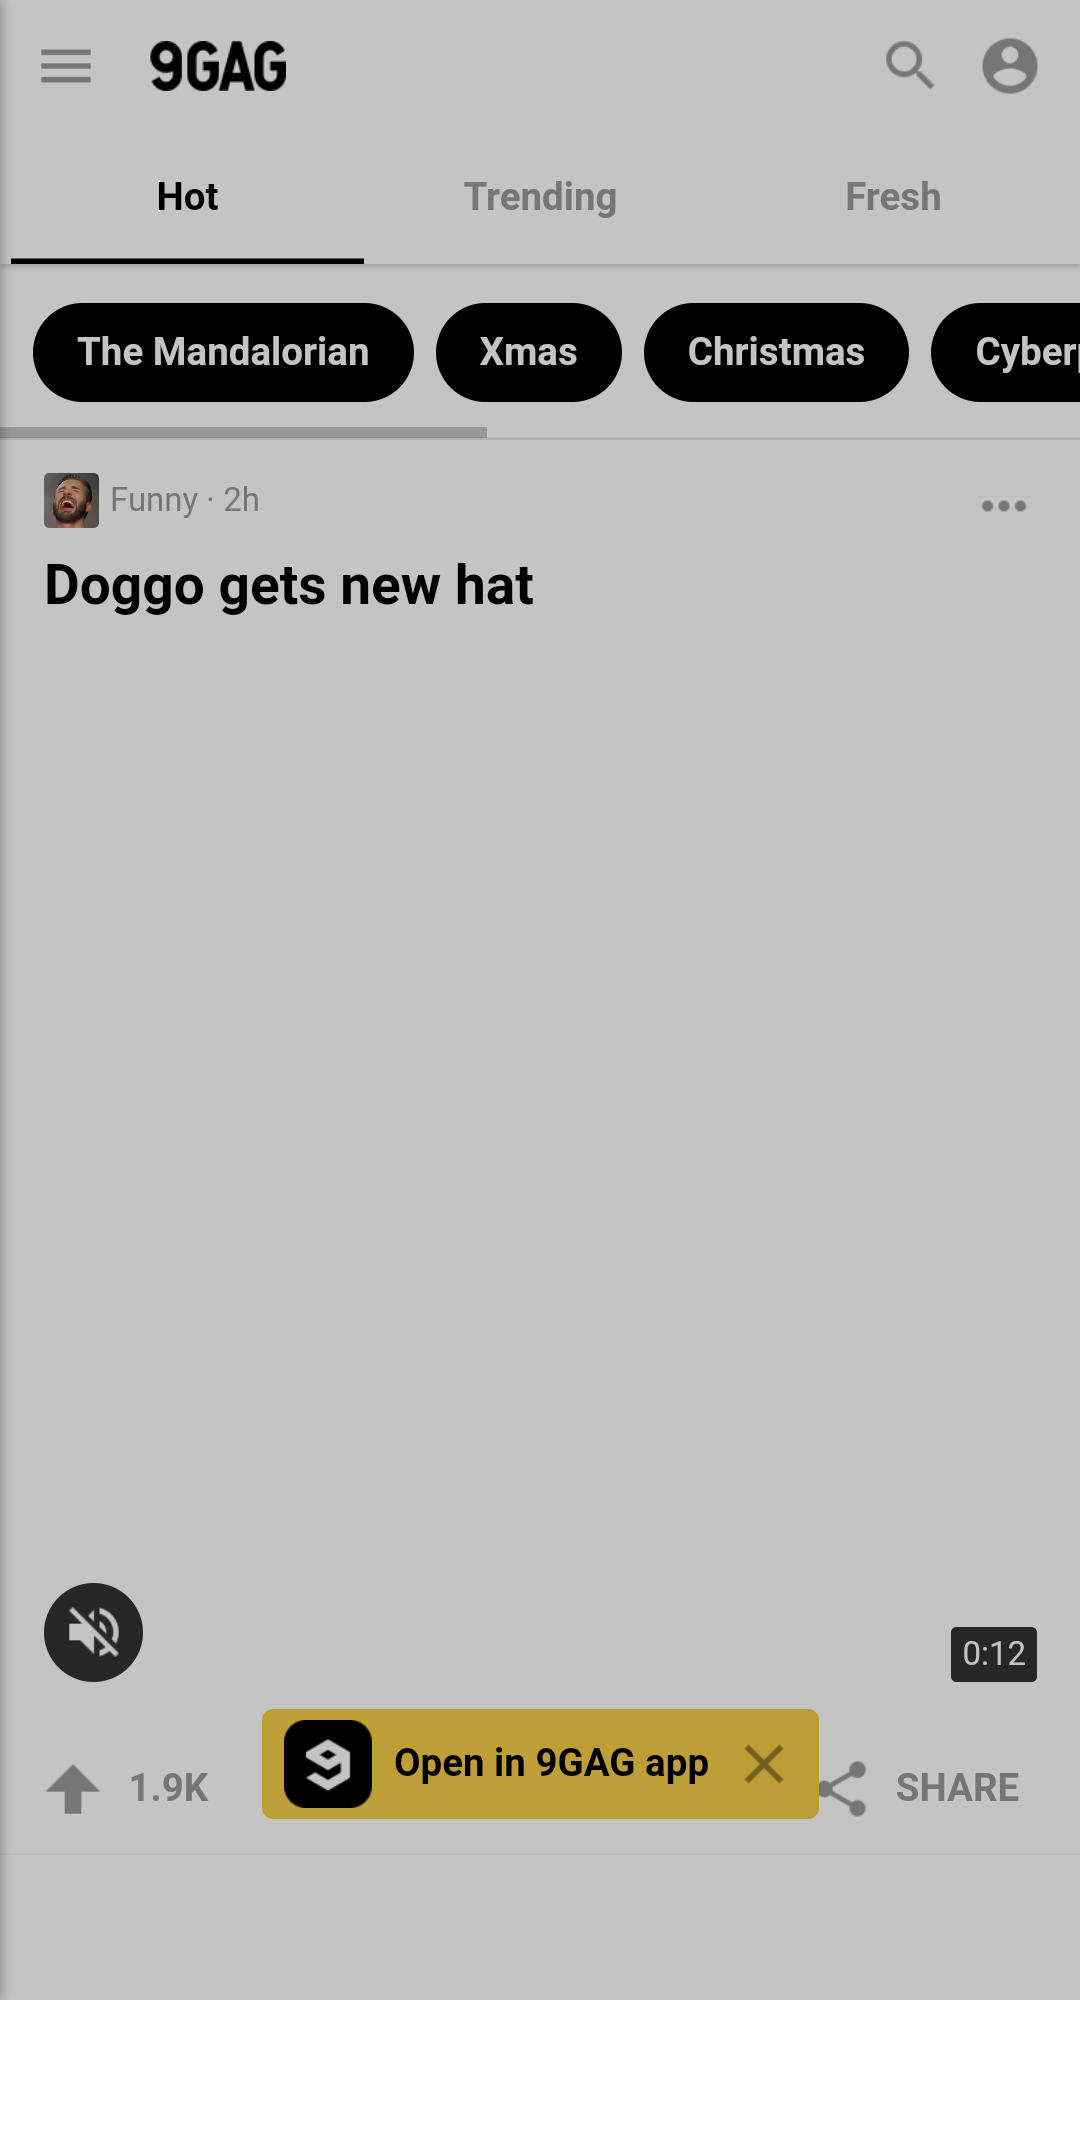 9GAG
Hot Trending Fresh
The Mandalorian Xmas Christmas Cyber
Funny · 2h
Doggo gets new hat
0:12
1.9K Open in 9GAG app SHARE